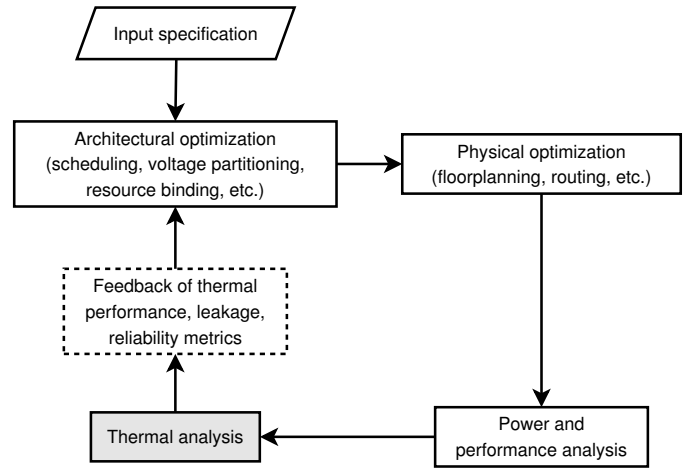 Input specification
Architectural optimization
(scheduling, voltage partitioning,
resource binding, etc.)
Physical optimization
(floorplanning, routing, etc.)
Feedback of thermal
performance, leakage,
reliability metrics
Thermal analysis
Power and
performance analysis